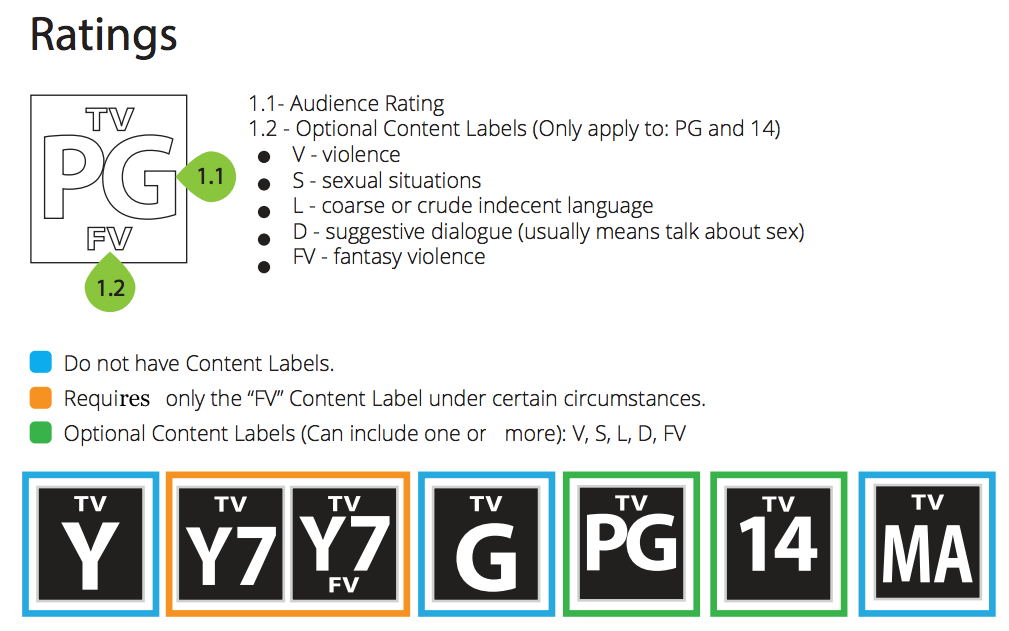 Ratings
TV
PG
FV
1.1
1.2
1.1- Audience Rating
1.2 - Optional Content Labels (Only apply to: PG and 14)
V - violence
S - sexual situations
L - coarse or crude indecent language
D - suggestive dialogue (usually means talk about sex)
FV - fantasy violence
Do not have Content Labels.
Requires only the “FV” Content Label under certain circumstances.
Optional Content Labels (Can include one or more): V, S, L, D, FV
TV
Y
TV
Y7
TV
Y7
FV
TV
G
TV
PG
TV
14
TV
MA